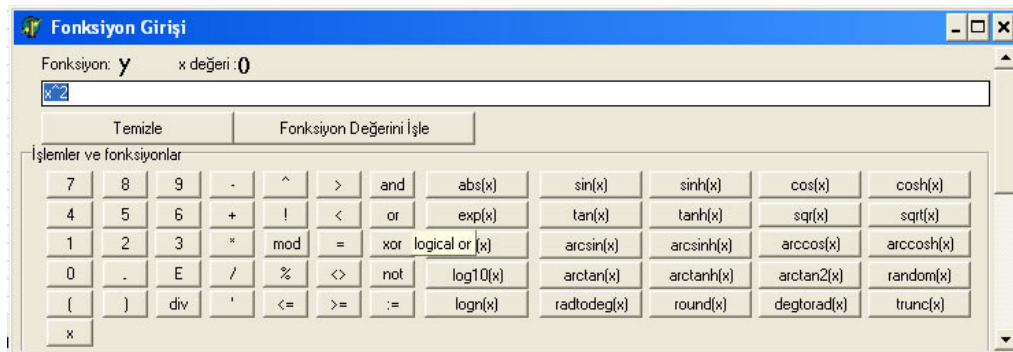 Fonksiyon Girişi
Fonksiyon: y x değeri :0
x^2
Temizle Fonksiyon Değerini İşle
İşlemler ve fonksiyonlar
7 8 9 - ^ > and abs(x) sin(x) sinh(x) cos(x) cosh(x)
4 5 6 + ! < or exp(x) tan(x) tanh(x) sqr(x) sqrt(x)
1 2 3 * mod = xor logical or (x) arcsin(x) arcsinh(x) arccos(x) arccosh(x)
0 . E / % <> not log10(x) arctan(x) arctanh(x) arctan2(x) random(x)
( ) div ' <= >= := logn(x) radtodeg(x) round(x) degtorad(x) trunc(x)
x